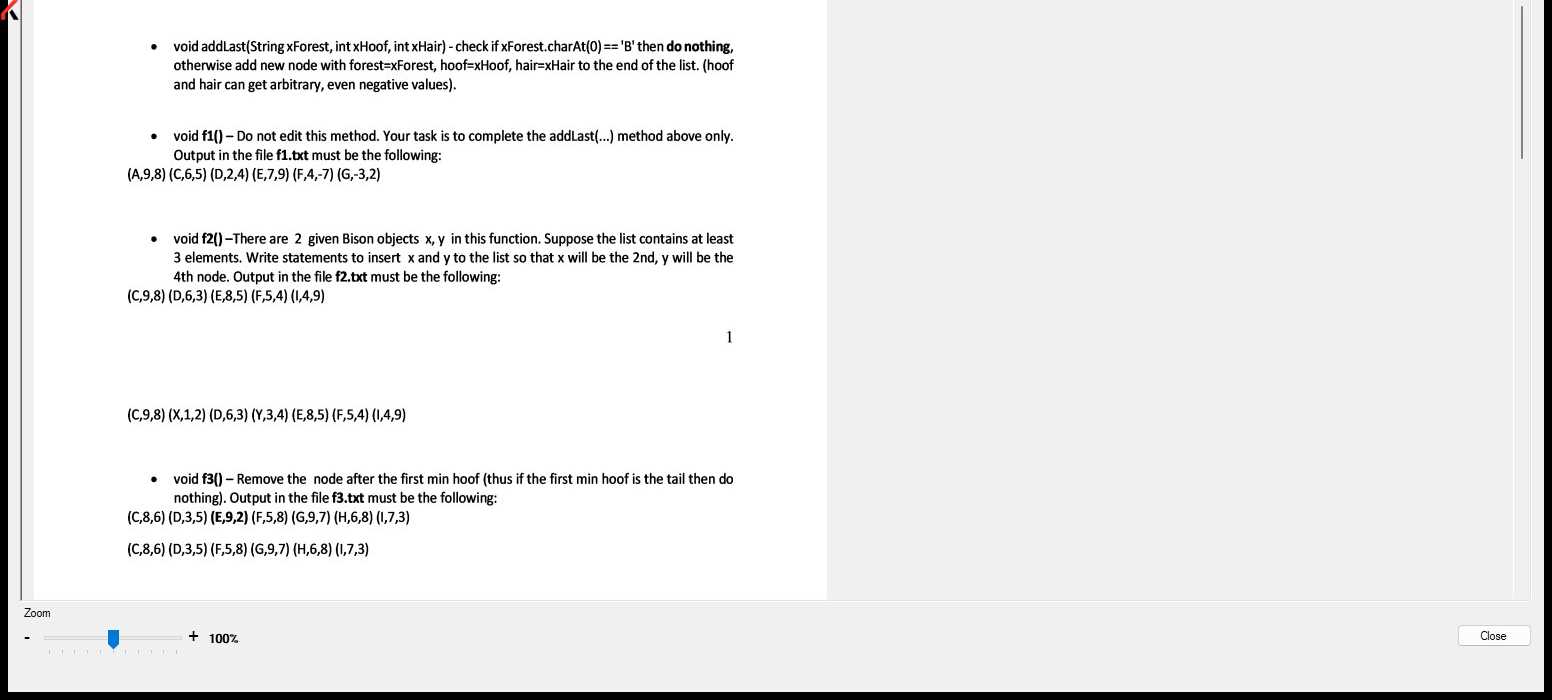 • void addLast(String xForest, int xHoof, int xHair) - check if xForest.charAt(0) == 'B' then do nothing,
otherwise add new node with forest=xForest, hoof=xHoof, hair=xHair to the end of the list. (hoof
and hair can get arbitrary, even negative values).
• void f1() – Do not edit this method. Your task is to complete the addLast(...) method above only.
Output in the file f1.txt must be the following:
(A,9,8) (C,6,5) (D,2,4) (E,7,9) (F,4,-7) (G,-3,2)
• void f2() –There are 2 given Bison objects x, y in this function. Suppose the list contains at least
3 elements. Write statements to insert x and y to the list so that x will be the 2nd, y will be the
4th node. Output in the file f2.txt must be the following:
(C,9,8) (D,6,3) (E,8,5) (F,5,4) (I,4,9)
1
(C,9,8) (X,1,2) (D,6,3) (Y,3,4) (E,8,5) (F,5,4) (I,4,9)
• void f3() – Remove the node after the first min hoof (thus if the first min hoof is the tail then do
nothing). Output in the file f3.txt must be the following:
(C,8,6) (D,3,5) (E,9,2) (F,5,8) (G,9,7) (H,6,8) (I,7,3)
(C,8,6) (D,3,5) (F,5,8) (G,9,7) (H,6,8) (I,7,3)
Zoom
- + 100%
Close